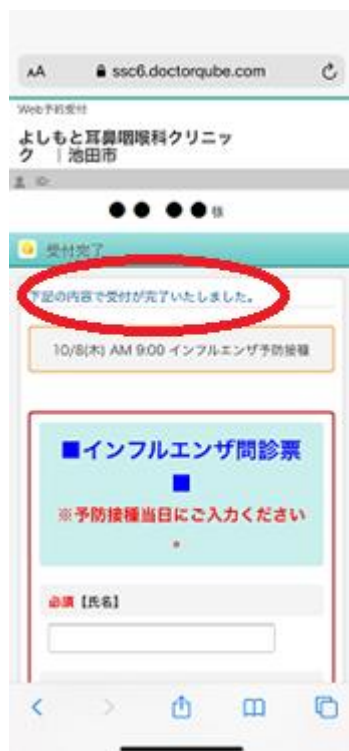 AA ssc6.doctorqube.com
Web予約受付
よしもと耳鼻咽喉科クリニッ
ク ｜池田市
ID:
●● ●● 様
受付完了
下記の内容で受付が完了いたしました。
10/8(木) AM 9:00 インフルエンザ予防接種
■インフルエンザ問診票
■
※予防接種当日にご入力ください
。
必須【氏名】